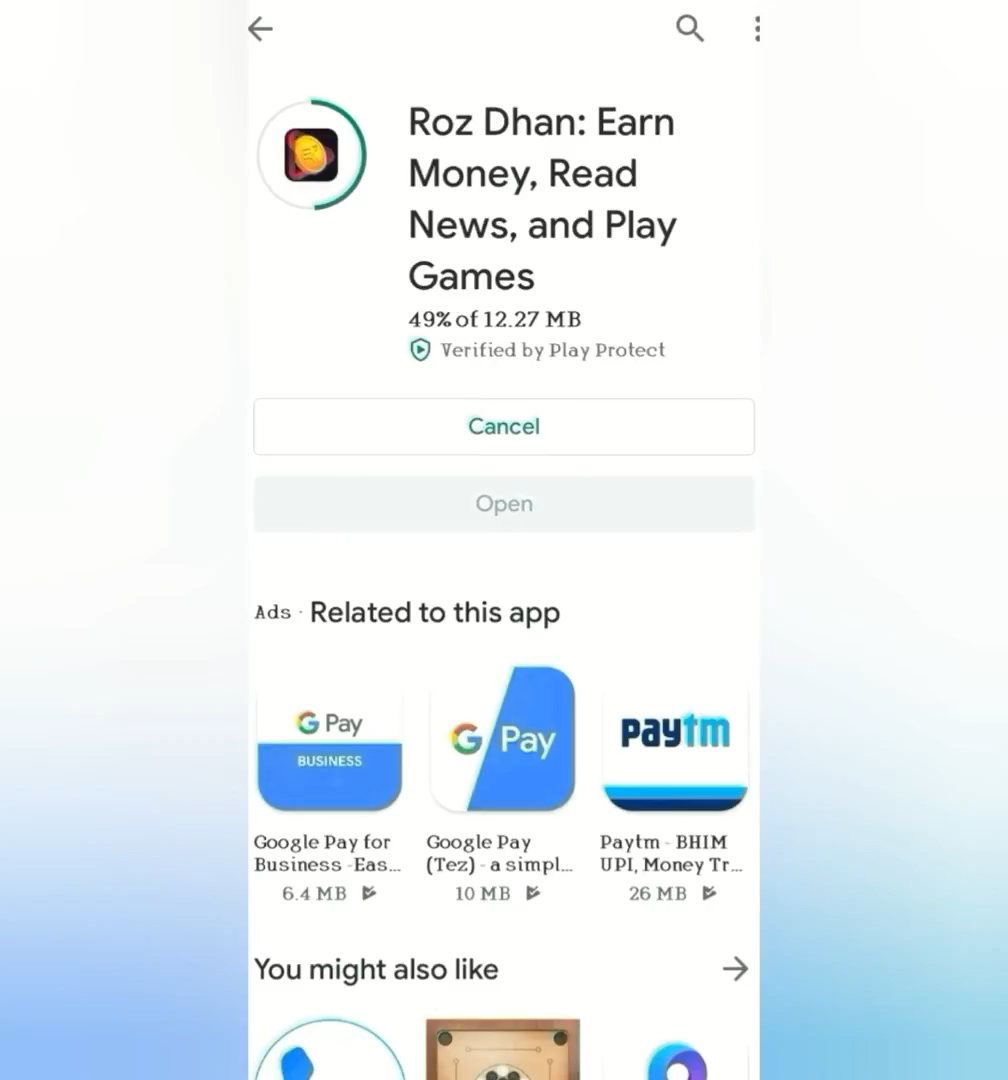 Roz Dhan: Earn
Money, Read
News, and Play
Games
49% of 12.27 MB
Verified by Play Protect
Cancel
Open
Ads · Related to this app
G Pay
BUSINESS
G Pay
paytm
Google Pay for
Business -Eas...
6.4 MB
Google Pay
(Tez) - a simpl...
10 MB
Paytm - BHIM
UPI, Money Tr...
26 MB
You might also like